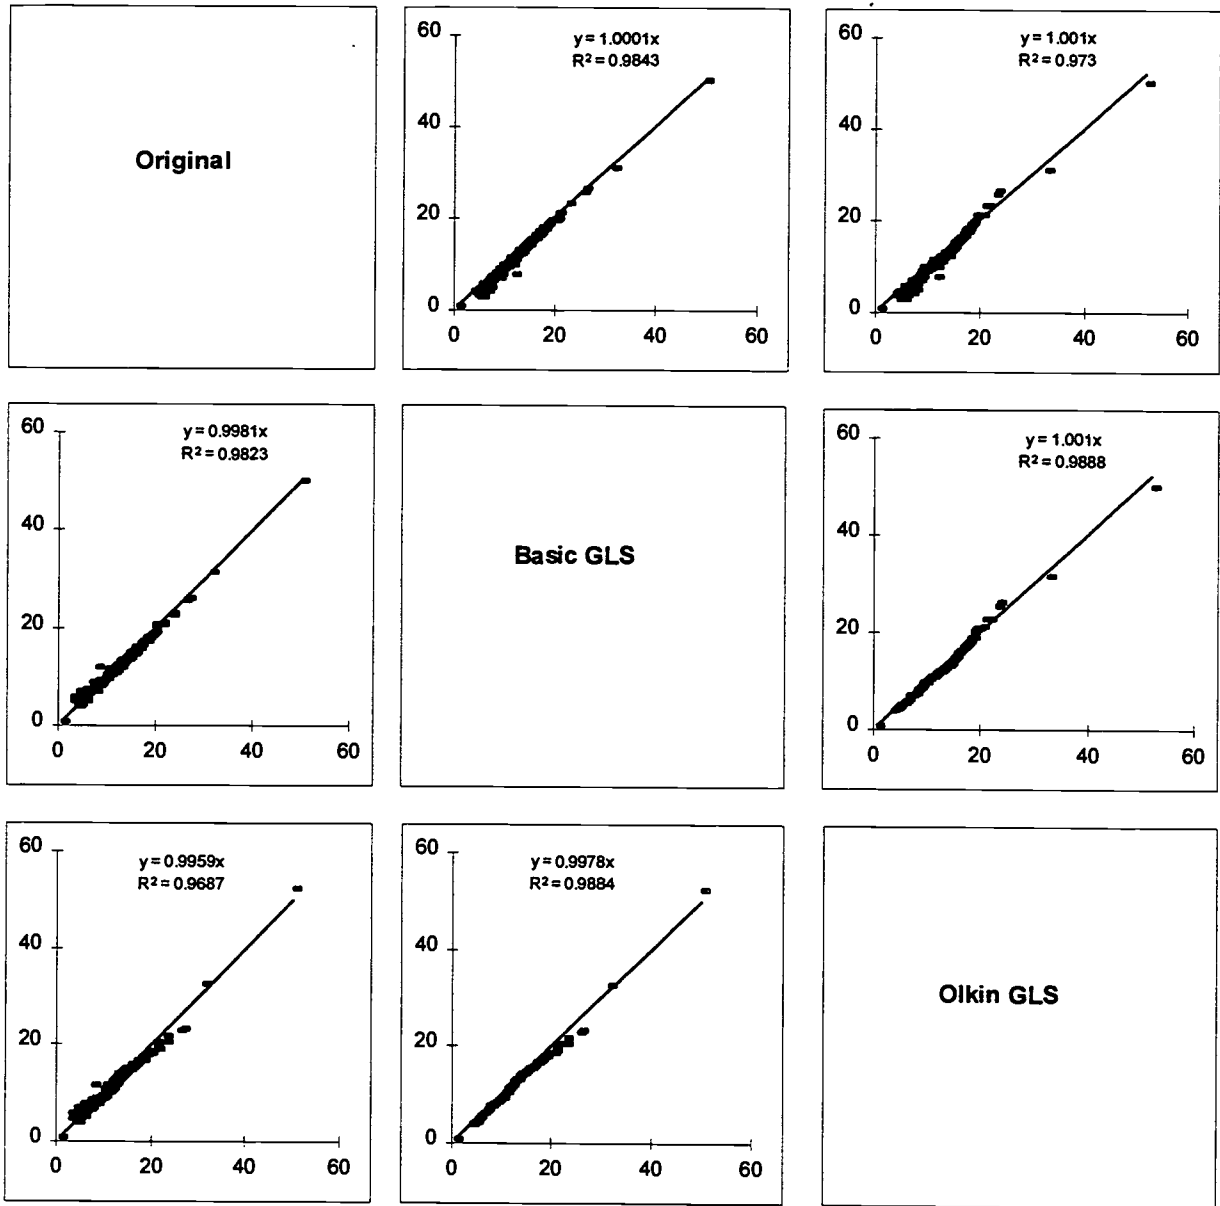 Original
60
y = 1.0001x
R² = 0.9843
40
20
0
0 20 40 60
60
y = 1.001x
R² = 0.973
40
20
0
0 20 40 60
60
y = 0.9981x
R² = 0.9823
40
20
0
0 20 40 60
Basic GLS
60
y = 1.001x
R² = 0.9888
40
20
0
0 20 40 60
60
y = 0.9959x
R² = 0.9687
40
20
0
0 20 40 60
60
y = 0.9978x
R² = 0.9884
40
20
0
0 20 40 60
Olkin GLS